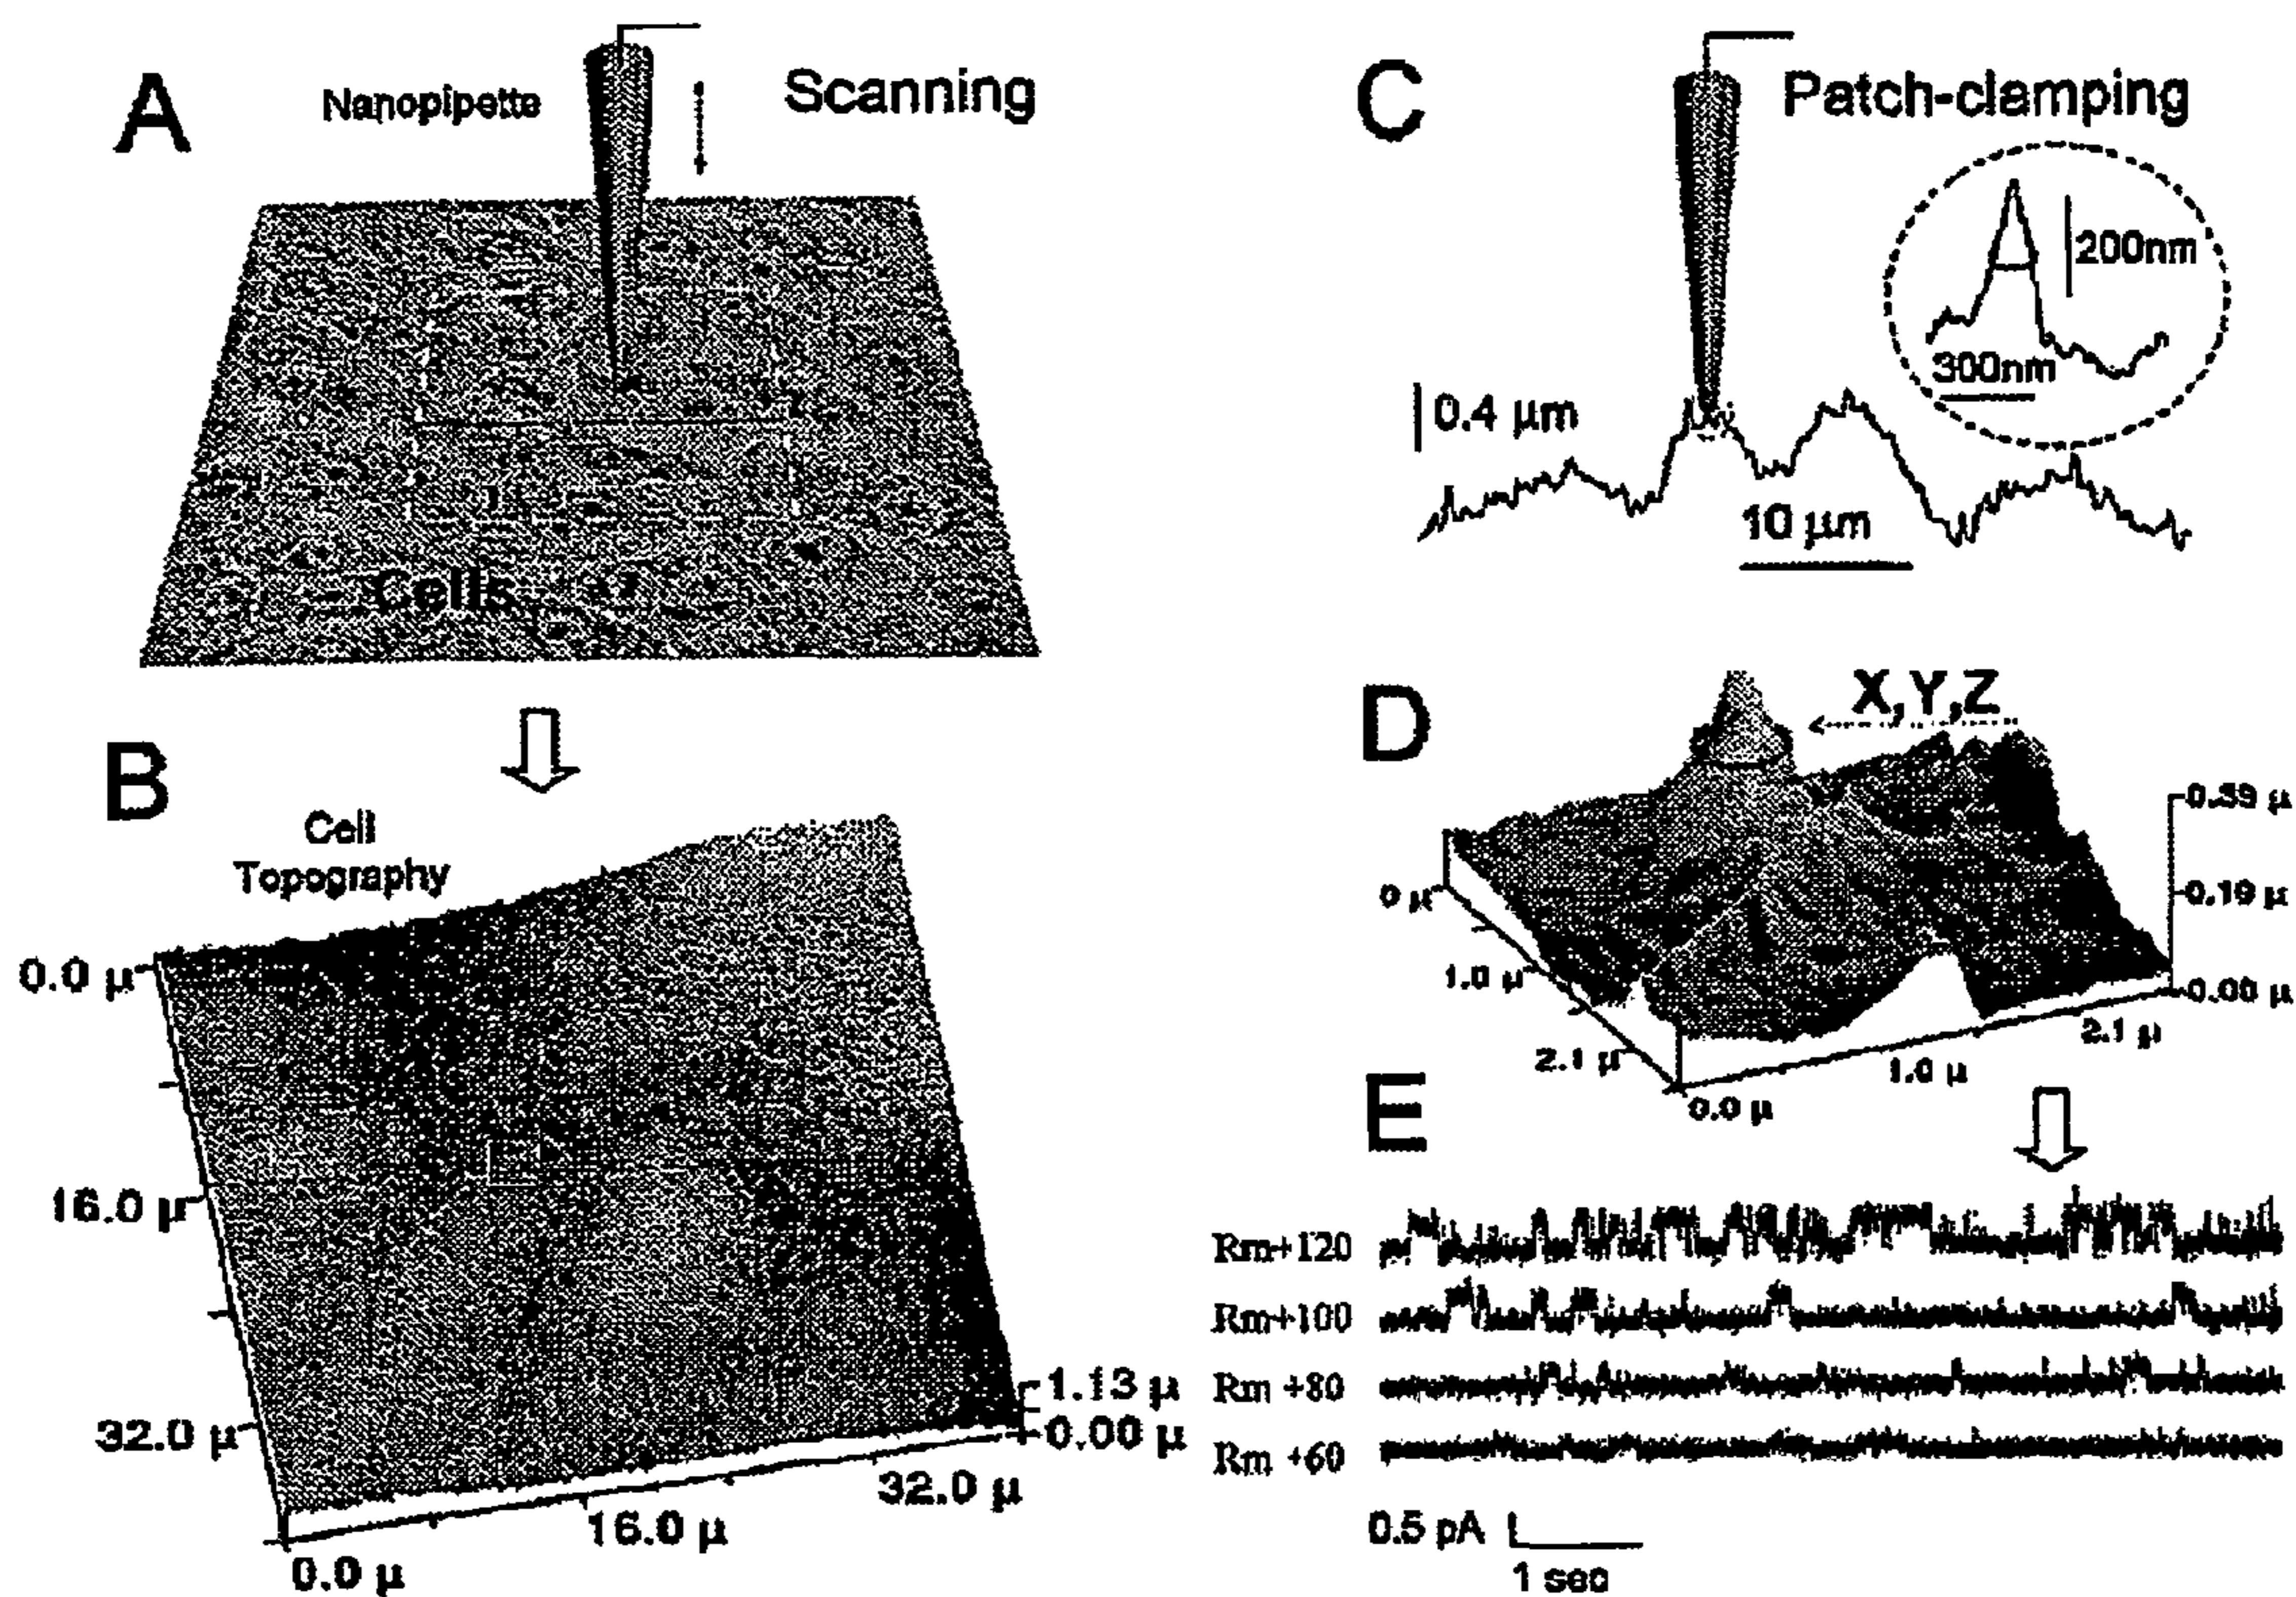 A
Nanopipette
Scanning
Cells
B
Cell
Topography
0.0 μ
16.0 μ
32.0 μ
0.0 μ
16.0 μ
32.0 μ
1.13 μ
0.00 μ
C
Patch-clamping
200nm
300nm
0.4 μm
10 μm
D
X,Y,Z
0.39 μ
0.19 μ
0.00 μ
0 μ
1.0 μ
2.1 μ
0.0 μ
1.0 μ
2.1 μ
E
Rm+120
Rm+100
Rm +80
Rm +60
0.5 pA
1 sec